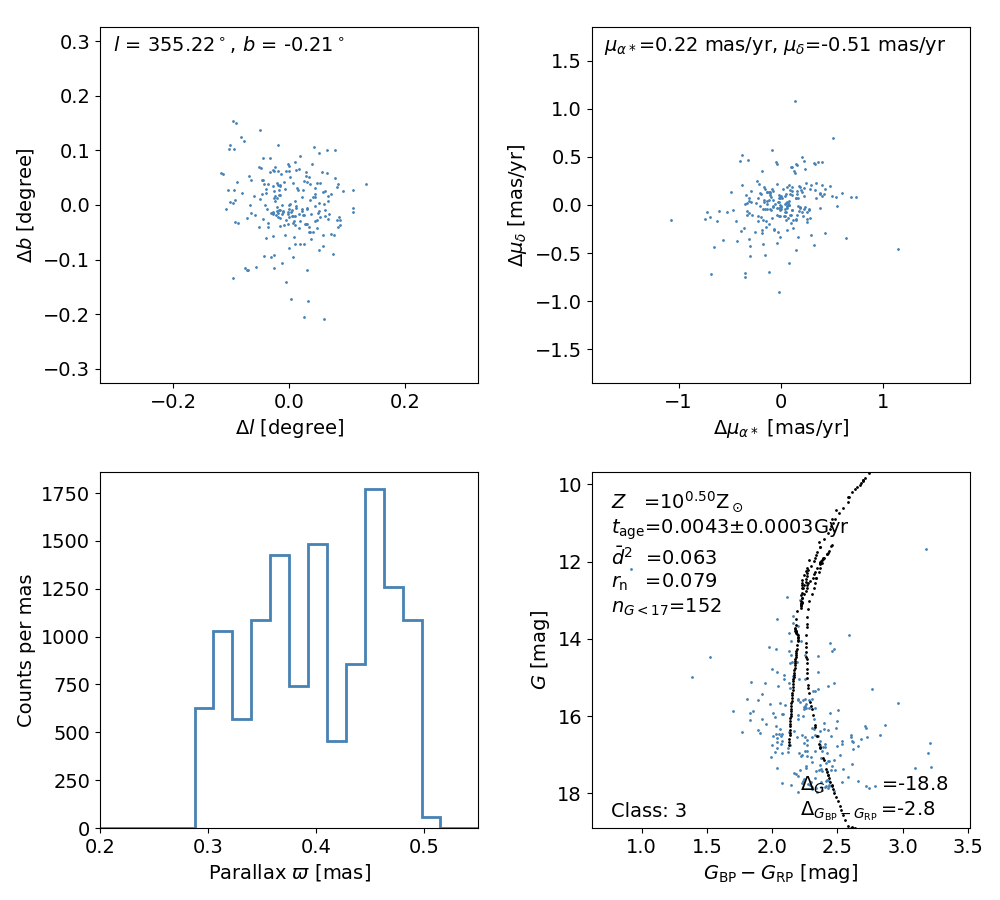 l = 355.22°, b = -0.21°
0.3
0.2
0.1
0.0
−0.1
−0.2
−0.3
Δb [degree]
−0.2 0.0 0.2
Δl [degree]
μα*=0.22 mas/yr, μδ=-0.51 mas/yr
1.5
1.0
0.5
0.0
−0.5
−1.0
−1.5
Δμδ [mas/yr]
−1 0 1
Δμα* [mas/yr]
1750
1500
1250
1000
750
500
250
0
Counts per mas
0.2 0.3 0.4 0.5
Parallax ϖ [mas]
10
12
14
16
18
G [mag]
Z =10^0.50Z⊙
t_age=0.0043±0.0003Gyr
d̄² =0.063
r_n =0.079
n_G<17=152
Δ_G =-18.8
Δ_G_BP−G_RP =-2.8
Class: 3
1.0 1.5 2.0 2.5 3.0 3.5
G_BP − G_RP [mag]